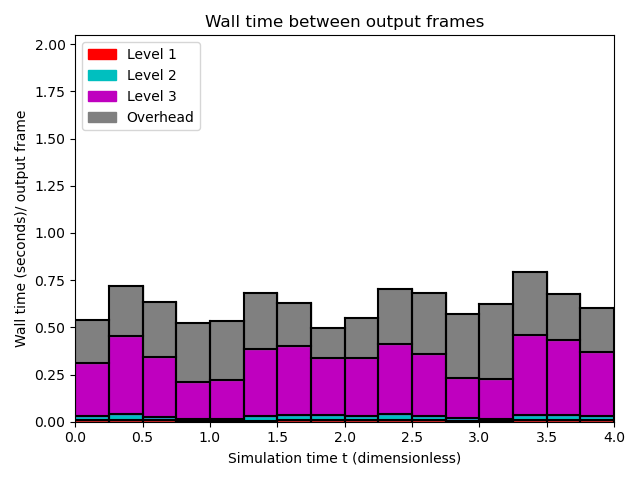 Wall time between output frames
Wall time (seconds)/ output frame
2.00
1.75
1.50
1.25
1.00
0.75
0.50
0.25
0.00
Level 1
Level 2
Level 3
Overhead
0.0 0.5 1.0 1.5 2.0 2.5 3.0 3.5 4.0
Simulation time t (dimensionless)